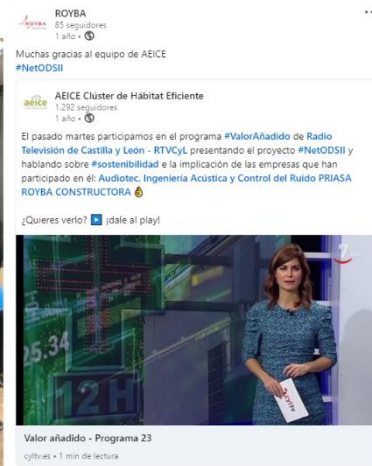 ROYBA
85 seguidores
1 año •
Muchas gracias al equipo de AEICE
#NetODSII
aeice
AEICE Clúster de Hábitat Eficiente
1.292 seguidores
1 año •
El pasado martes participamos en el programa #ValorAñadido de Radio
Televisión de Castilla y León - RTVCyL presentando el proyecto #NetODSII y
hablando sobre #sostenibilidad e la implicación de las empresas que han
participado en él: Audiotec, Ingeniería Acústica y Control del Ruido PRIASA
ROYBA CONSTRUCTORA
¿Quieres verlo? ¡dale al play!
7
25.34
12H
cyltv
Valor añadido - Programa 23
cyltv.es • 1 min de lectura